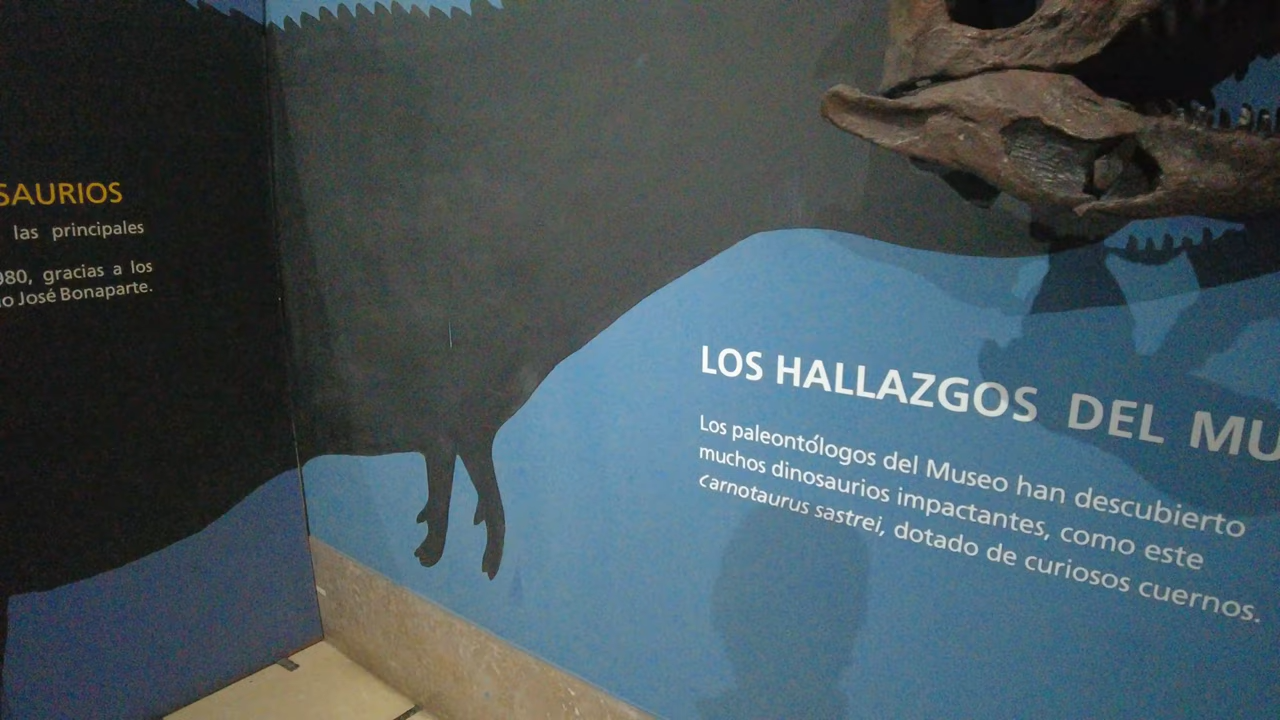 SAURIOS
las principales
980, gracias a los
José Bonaparte.
LOS HALLAZGOS DEL MU
Los paleontólogos del Museo han descubierto
muchos dinosaurios impactantes, como este
carnotaurus sastrei, dotado de curiosos cuernos.